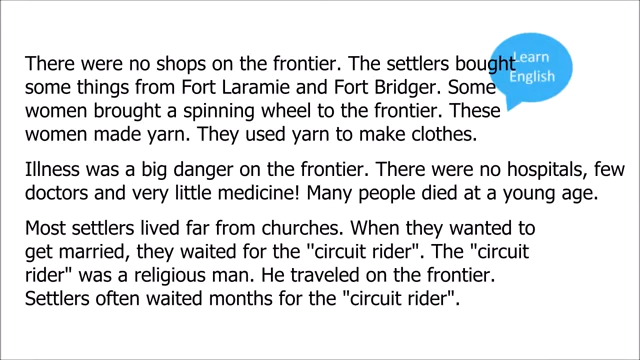 There were no shops on the frontier. The settlers bought
some things from Fort Laramie and Fort Bridger. Some
women brought a spinning wheel to the frontier. These
women made yarn. They used yarn to make clothes.
Illness was a big danger on the frontier. There were no hospitals, few
doctors and very little medicine! Many people died at a young age.
Most settlers lived far from churches. When they wanted to
get married, they waited for the "circuit rider". The "circuit
rider" was a religious man. He traveled on the frontier.
Settlers often waited months for the "circuit rider".
Learn
English